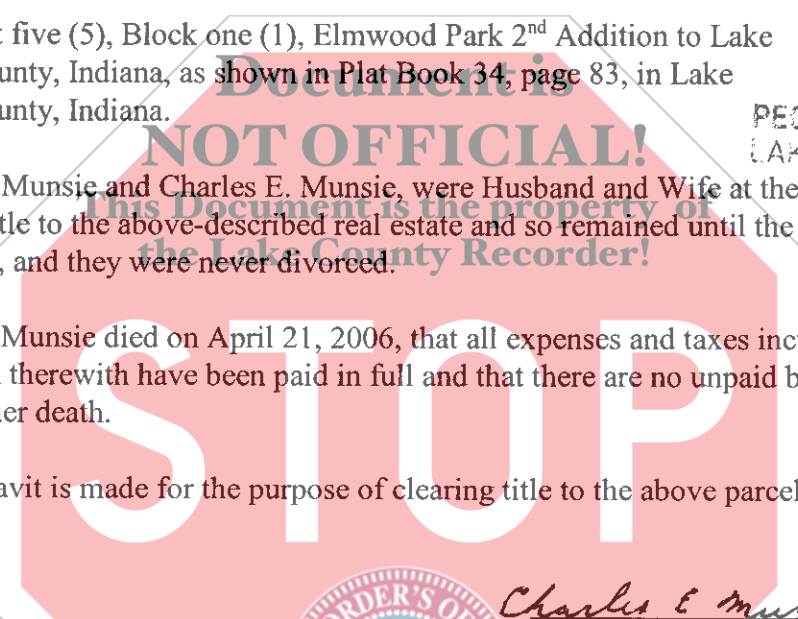 t five (5), Block one (1), Elmwood Park 2nd Addition to Lake
unty, Indiana, as shown in Plat Book 34, page 83, in Lake
Document is
unty, Indiana.
NOT OFFICIAL!
Munsie and Charles E. Munsie, were Husband and Wife at the
This Document is the property of
tle to the above-described real estate and so remained until the
the Lake County Recorder!
, and they were never divorced.
Munsie died on April 21, 2006, that all expenses and taxes inc
therewith have been paid in full and that there are no unpaid b
er death.
STOP
avit is made for the purpose of clearing title to the above parcel
ORDER'S O
Charles E Mu